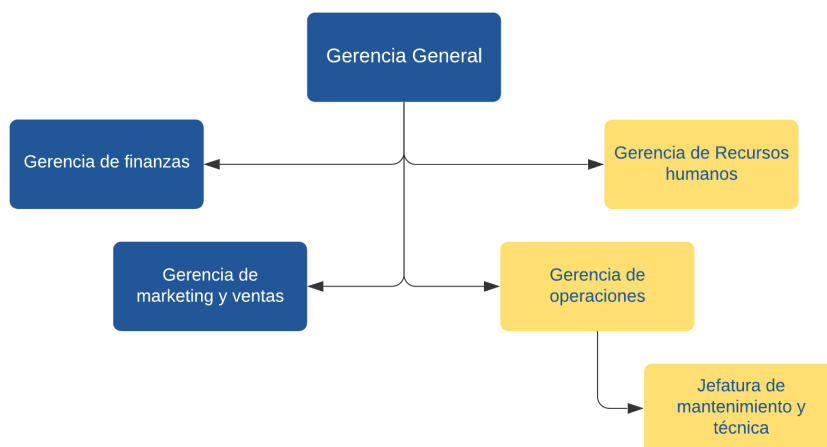 Gerencia General
Gerencia de finanzas
Gerencia de Recursos
humanos
Gerencia de
marketing y ventas
Gerencia de
operaciones
Jefatura de
mantenimiento y
técnica